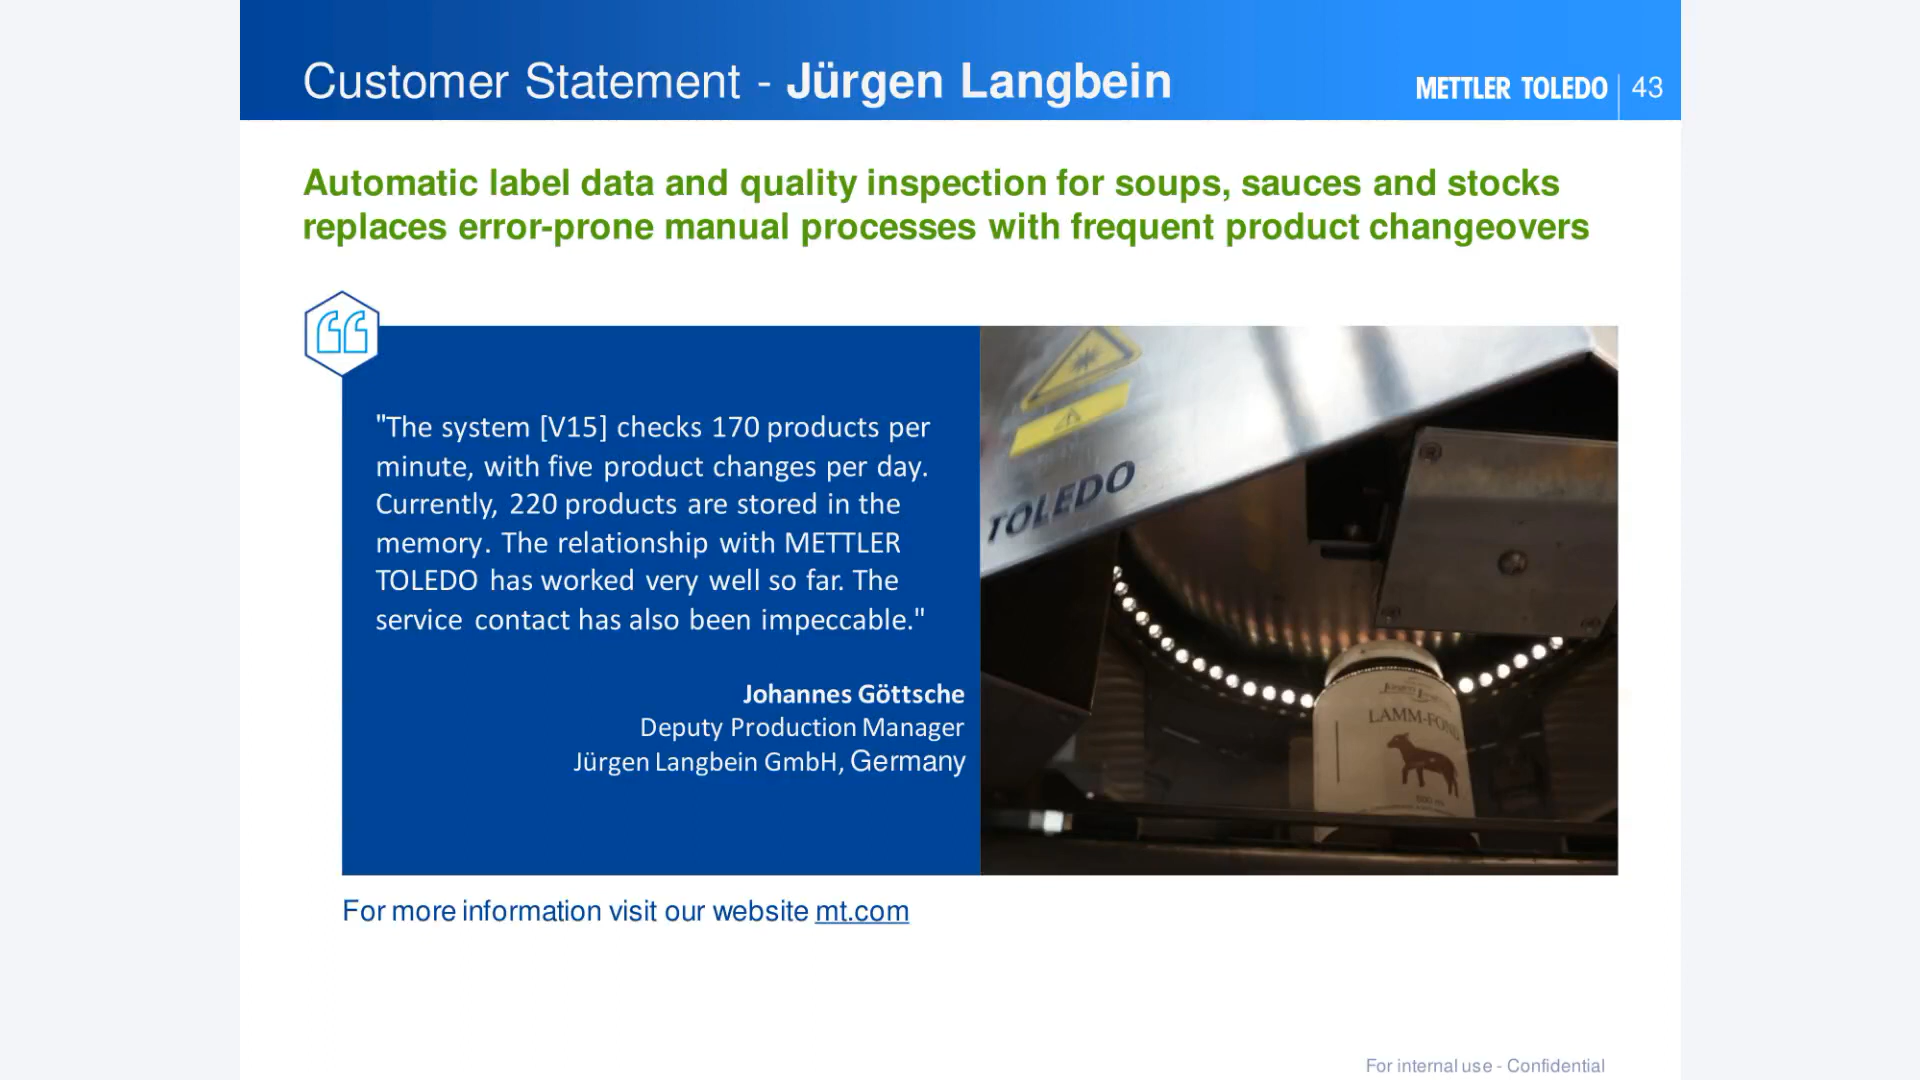 Customer Statement - Jürgen Langbein
METTLER TOLEDO
43
Automatic label data and quality inspection for soups, sauces and stocks
replaces error-prone manual processes with frequent product changeovers
"The system [V15] checks 170 products per
minute, with five product changes per day.
Currently, 220 products are stored in the
memory. The relationship with METTLER
TOLEDO has worked very well so far. The
service contact has also been impeccable."
Johannes Göttsche
Deputy Production Manager
Jürgen Langbein GmbH, Germany
TOLEDO
LAMM-FOND
For more information visit our website mt.com
For internal use - Confidential